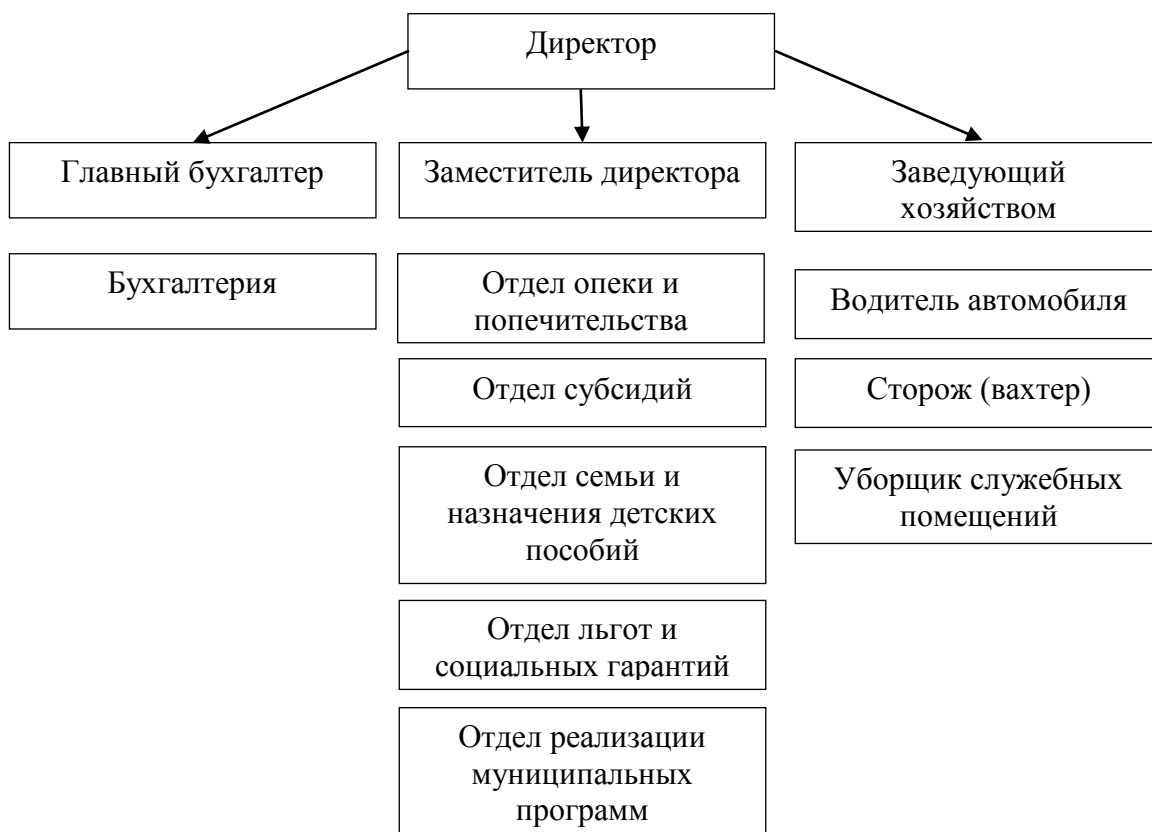 Директор
Главный бухгалтер
Заместитель директора
Заведующий
хозяйством
Бухгалтерия
Отдел опеки и
попечительства
Водитель автомобиля
Отдел субсидий
Сторож (вахтер)
Отдел семьи и
назначения детских
пособий
Уборщик служебных
помещений
Отдел льгот и
социальных гарантий
Отдел реализации
муниципальных
программ